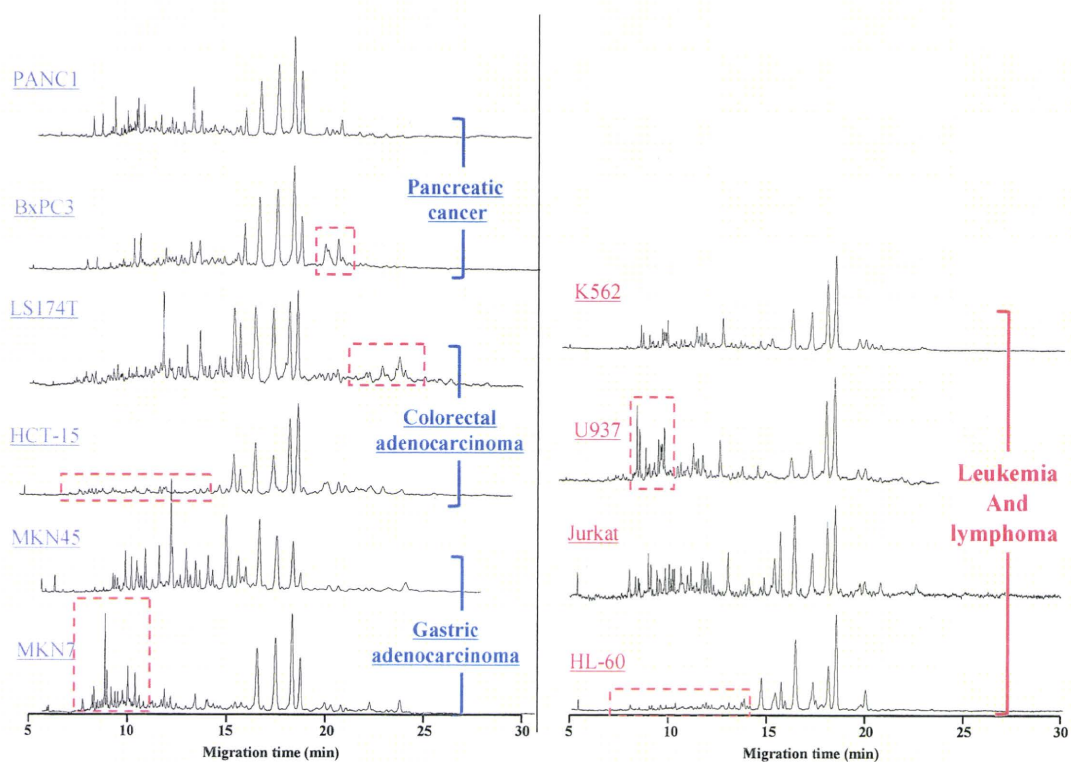 PANC1
BxPC3
Pancreatic
cancer
LS174T
HCT-15
Colorectal
adenocarcinoma
MKN45
MKN7
Gastric
adenocarcinoma
5 10 15 20 25 30
Migration time (min)
K562
U937
Jurkat
HL-60
Leukemia
And
lymphoma
5 10 15 20 25 30
Migration time (min)